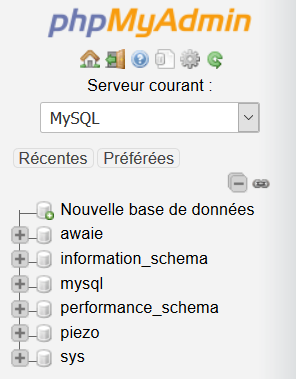 phpMyAdmin
Serveur courant :
MySQL
Récentes Préférées
Nouvelle base de données
awaie
information_schema
mysql
performance_schema
piezo
sys